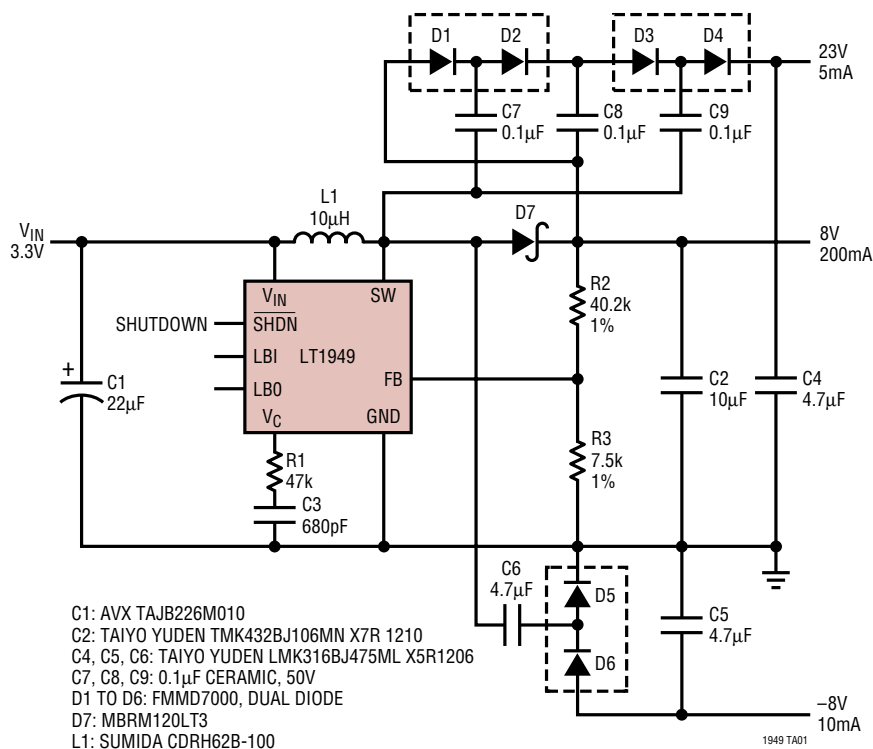 D1
D2
D3
D4
23V
5mA
C7
0.1µF
C8
0.1µF
C9
0.1µF
L1
10µH
D7
VIN
3.3V
8V
200mA
VIN
SW
SHUTDOWN
SHDN
LBI
LT1949
LBO
FB
VC
GND
R2
40.2k
1%
+
C1
22µF
C2
10µF
C4
4.7µF
R1
47k
R3
7.5k
1%
C3
680pF
C6
4.7µF
D5
D6
C5
4.7µF
–8V
10mA
C1: AVX TAJB226M010
C2: TAIYO YUDEN TMK432BJ106MN X7R 1210
C4, C5, C6: TAIYO YUDEN LMK316BJ475ML X5R1206
C7, C8, C9: 0.1µF CERAMIC, 50V
D1 TO D6: FMMD7000, DUAL DIODE
D7: MBRM120LT3
L1: SUMIDA CDRH62B-100
1949 TA01